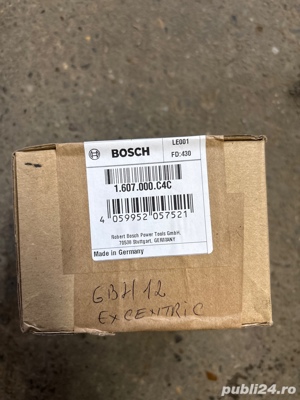 LE001
BOSCH
FD:430
1.607.000.C4C
4 059952 057521
Robert Bosch Power Tools GmbH,
70538 Stuttgart, GERMANY
Made in Germany
GBH 12
EXCENTRIC
publi24.ro